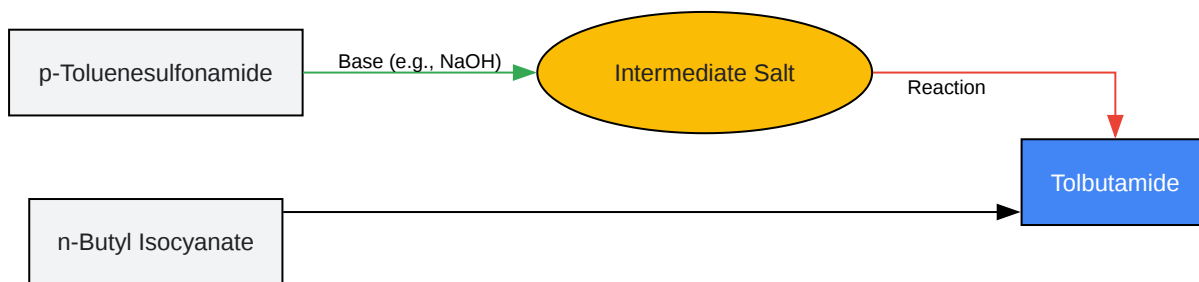 p-Toluenesulfonamide
Base (e.g., NaOH)
Intermediate Salt
Reaction
Tolbutamide
n-Butyl Isocyanate